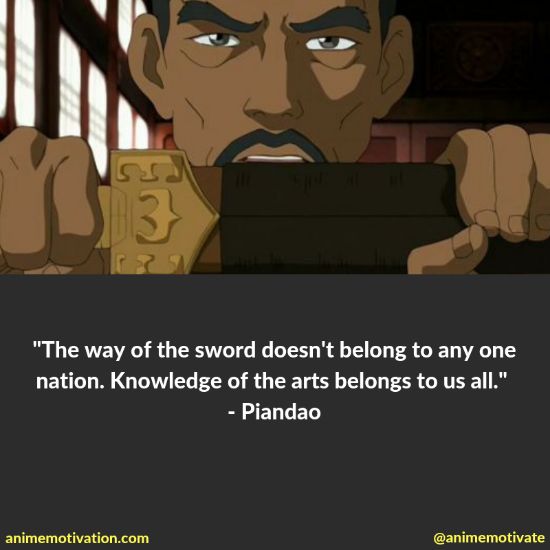 "The way of the sword doesn't belong to any one
nation. Knowledge of the arts belongs to us all."
- Piandao
animemotivation.com
@animemotivate